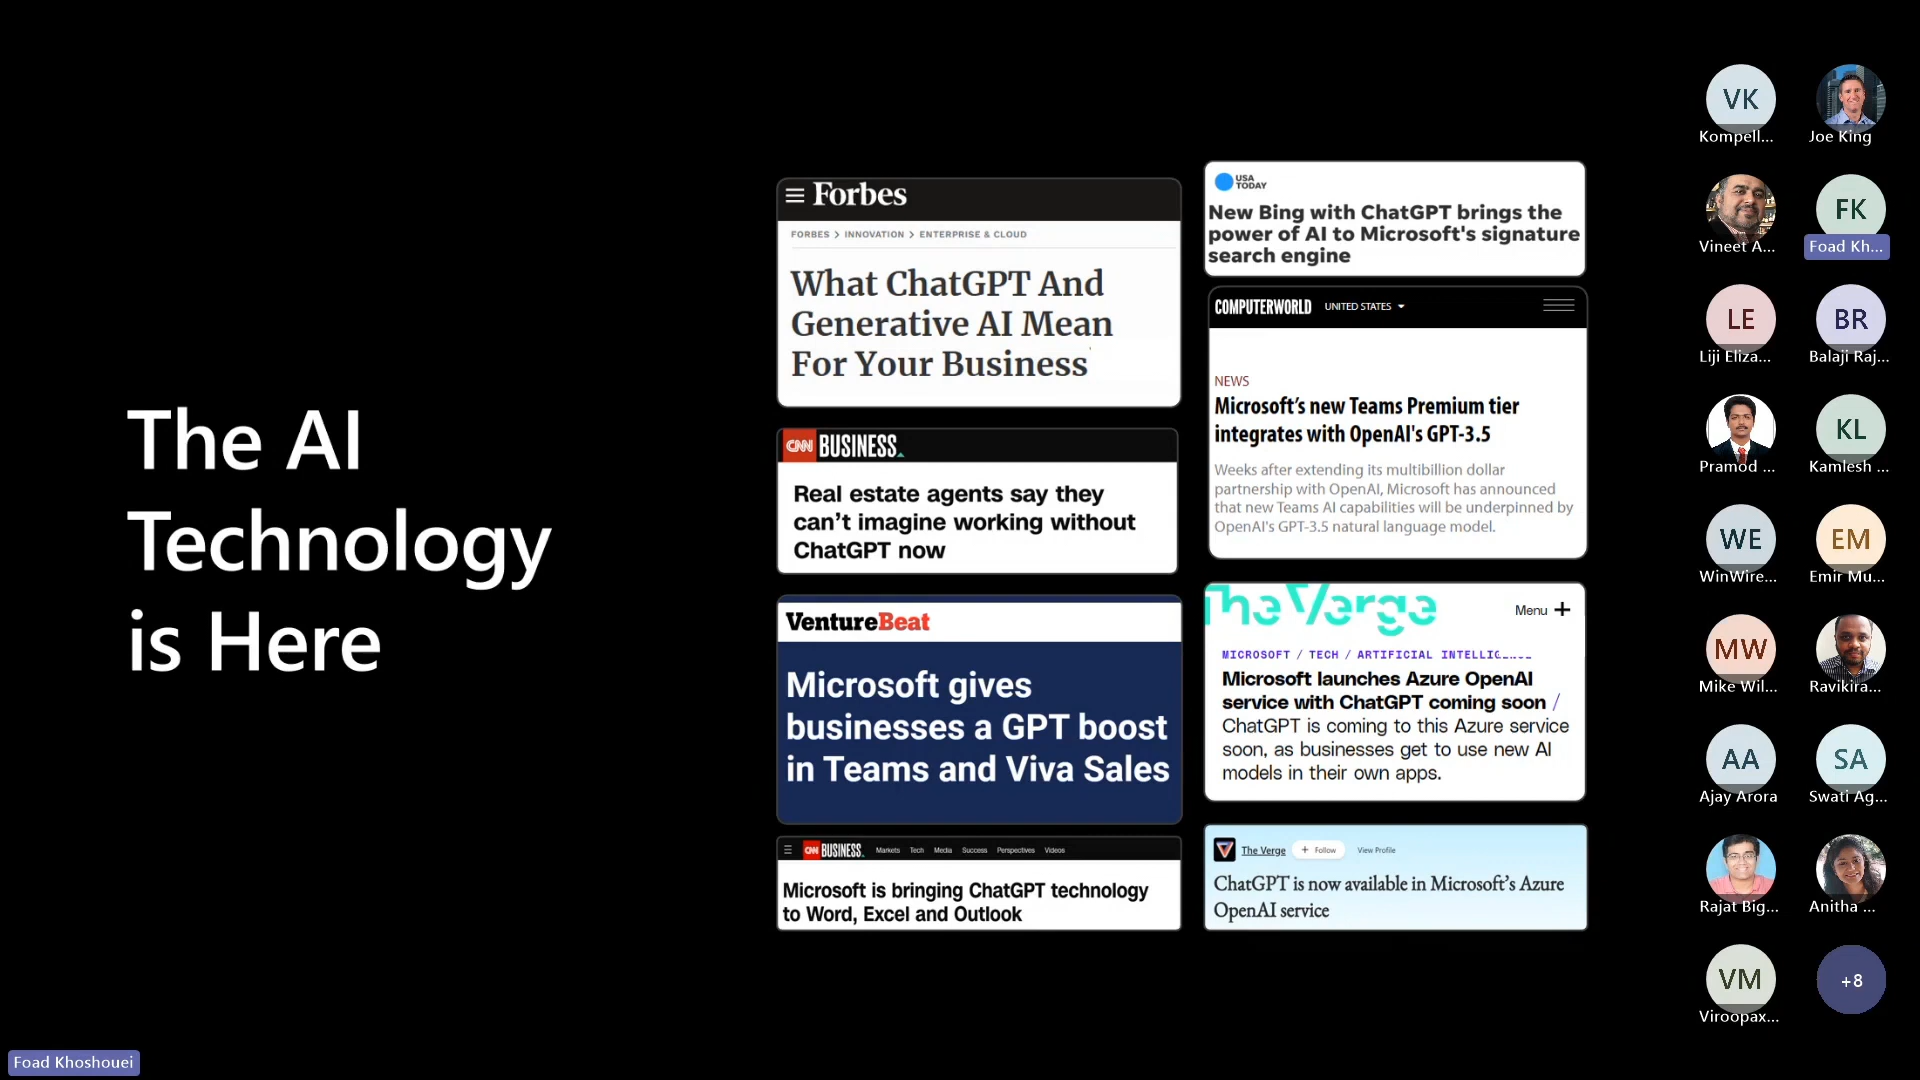 The AI
Technology
is Here
Forbes
FORBES > INNOVATION > ENTERPRISE & CLOUD
What ChatGPT And
Generative AI Mean
For Your Business
CNN BUSINESS
Real estate agents say they
can't imagine working without
ChatGPT now
VentureBeat
Microsoft gives
businesses a GPT boost
in Teams and Viva Sales
CNN BUSINESS Markets Tech Media Success Perspectives Videos
Microsoft is bringing ChatGPT technology
to Word, Excel and Outlook
USA
TODAY
New Bing with ChatGPT brings the
power of AI to Microsoft's signature
search engine
COMPUTERWORLD UNITED STATES
NEWS
Microsoft's new Teams Premium tier
integrates with OpenAI's GPT-3.5
Weeks after extending its multibillion dollar
partnership with OpenAI, Microsoft has announced
that new Teams AI capabilities will be underpinned by
OpenAI's GPT-3.5 natural language model.
The Verge Menu +
MICROSOFT / TECH / ARTIFICIAL
Microsoft launches Azure OpenAI
service with ChatGPT coming soon /
ChatGPT is coming to this Azure service
soon, as businesses get to use new AI
models in their own apps.
The Verge + Follow View Profile
ChatGPT is now available in Microsoft's Azure
OpenAI service
VK
Kompell...
Joe King
Vineet A...
FK
Foad Kh...
LE
Liji Eliza...
BR
Balaji Raj...
Pramod ...
KL
Kamlesh ...
WE
WinWire...
EM
Emir Mu...
MW
Mike Wil...
Ravikira...
AA
Ajay Arora
SA
Swati Ag...
Rajat Big...
Anitha ...
VM
Viroopax...
+8
Foad Khoshouei